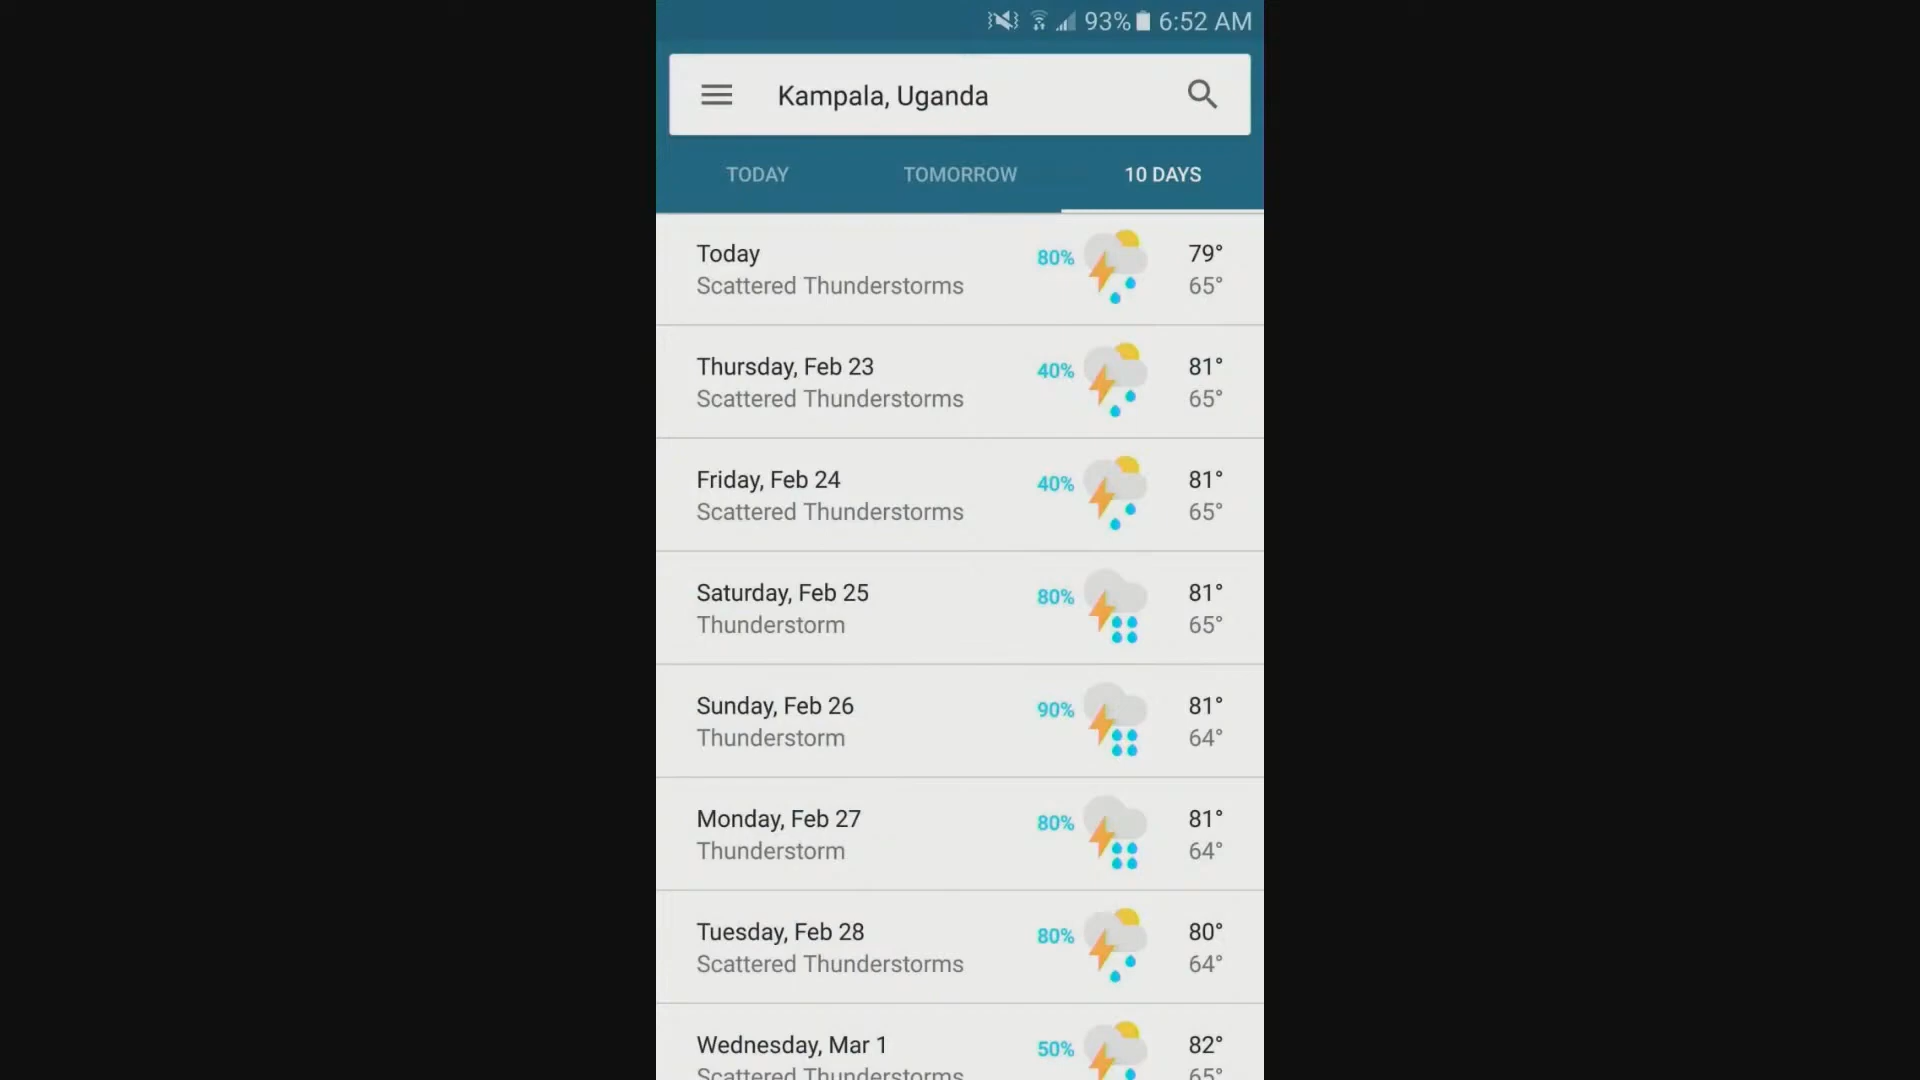 93% 6:52 AM
Kampala, Uganda
TODAY TOMORROW 10 DAYS
Today 80% 79°
Scattered Thunderstorms 65°
Thursday, Feb 23 40% 81°
Scattered Thunderstorms 65°
Friday, Feb 24 40% 81°
Scattered Thunderstorms 65°
Saturday, Feb 25 80% 81°
Thunderstorm 65°
Sunday, Feb 26 90% 81°
Thunderstorm 64°
Monday, Feb 27 80% 81°
Thunderstorm 64°
Tuesday, Feb 28 80% 80°
Scattered Thunderstorms 64°
Wednesday, Mar 1 50% 82°
Scattered Thunderstorms 65°